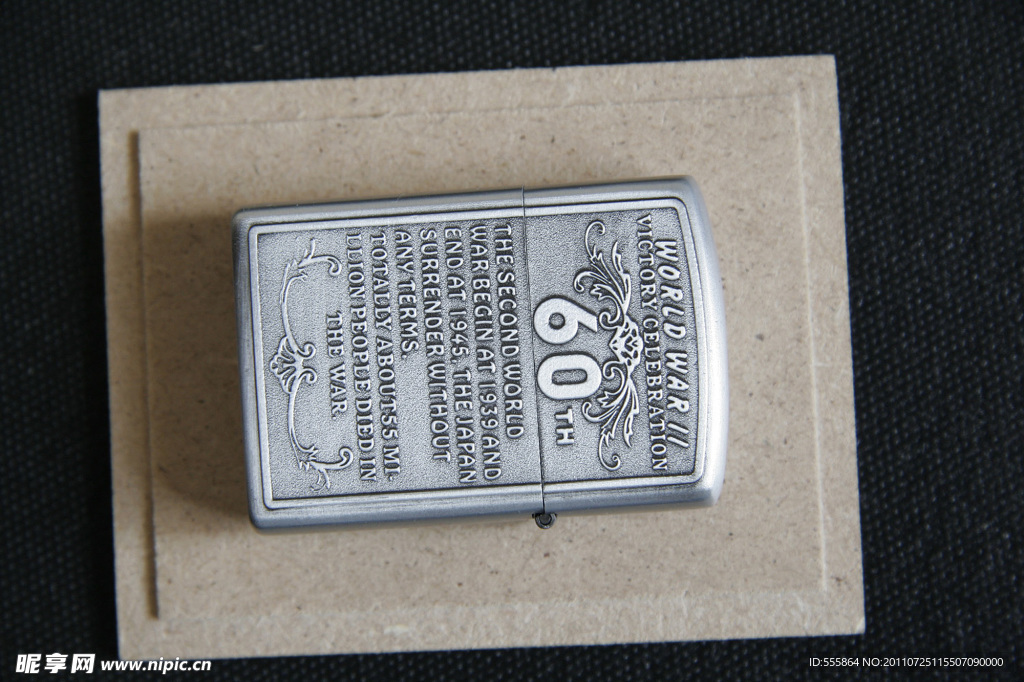 WORLD WAR II
VICTORY CELEBRATION
60TH
THE SECOND WORLD
WAR BEGIN AT 1939 AND
END AT 1945. THE JAPAN
SURRENDER WITHOUT
ANY TERMS.
TOTALLY ABOUT 55 MI-
LLION PEOPLE DIED IN
THE WAR
昵享网 www.nipic.cn
ID:555864 NO:20110725115507090000